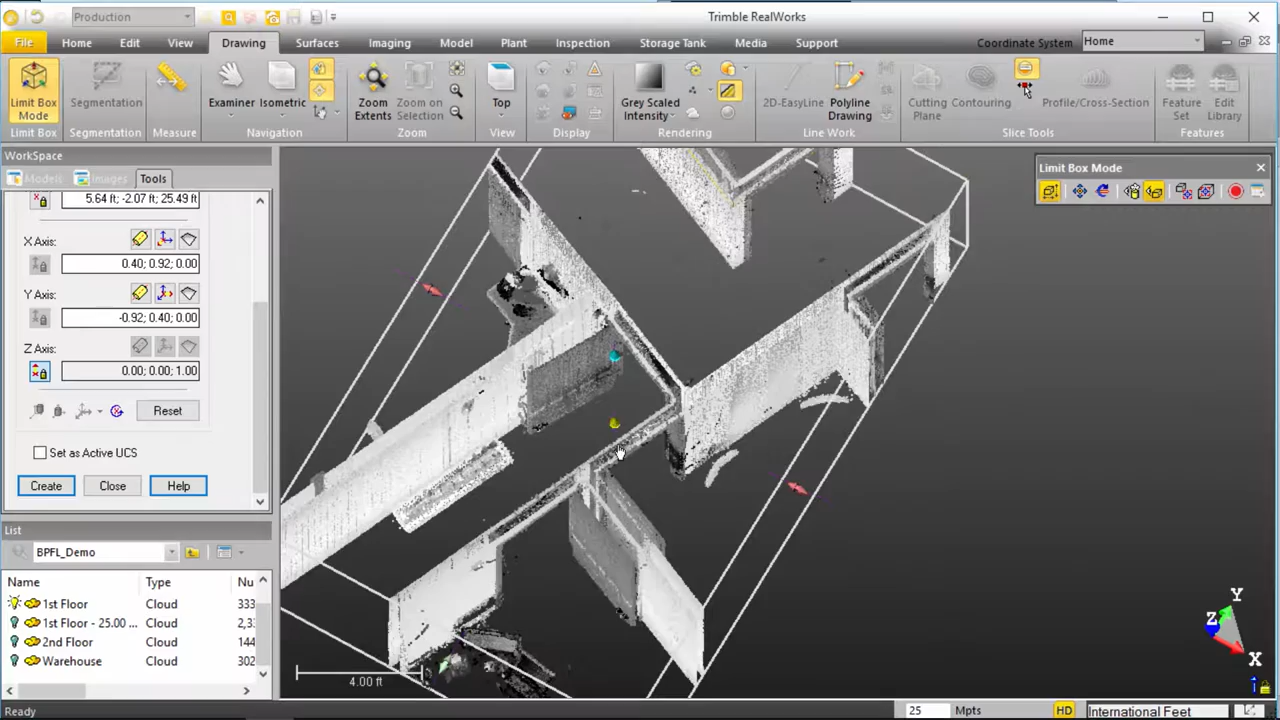 Production
Trimble RealWorks
File Home Edit View Drawing Surfaces Imaging Model Plant Inspection Storage Tank Media Support Coordinate System Home
Limit Box Mode
Segmentation
Examiner
Isometric
Zoom Extents
Zoom on Selection
Top
Grey Scaled Intensity
2D-EasyLine
Polyline Drawing
Cutting Plane
Contouring
Profile/Cross-Section
Feature Set
Edit Library
Limit Box Segmentation Measure Navigation Zoom View Display Rendering Line Work Slice Tools Features
WorkSpace
Models Images Tools
5.64 ft; -2.07 ft; 25.49 ft
X Axis:
0.40; 0.92; 0.00
Y Axis:
-0.92; 0.40; 0.00
Z Axis:
0.00; 0.00; 1.00
Reset
Set as Active UCS
Create Close Help
List
BPFL_Demo
Name Type Nu
1st Floor Cloud 333
1st Floor - 25.00 ... Cloud 2,3
2nd Floor Cloud 144
Warehouse Cloud 302
Limit Box Mode
4.00 ft
Y
Z
X
Ready 25 Mpts HD International Feet